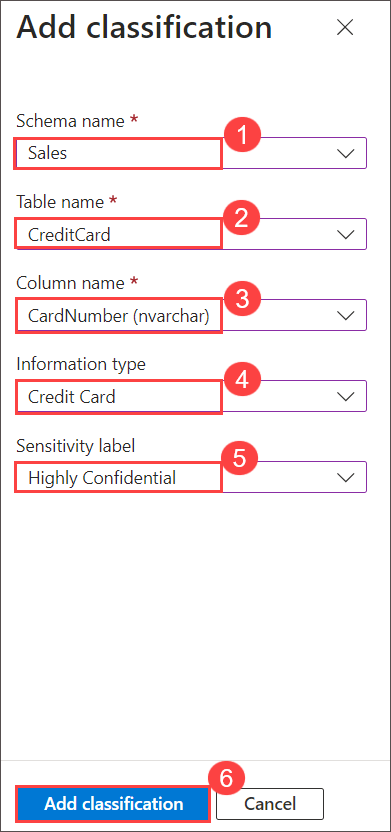 Add classification
Schema name *
1
Sales
Table name *
2
CreditCard
Column name *
3
CardNumber (nvarchar)
Information type
4
Credit Card
Sensitivity label
5
Highly Confidential
6
Add classification Cancel